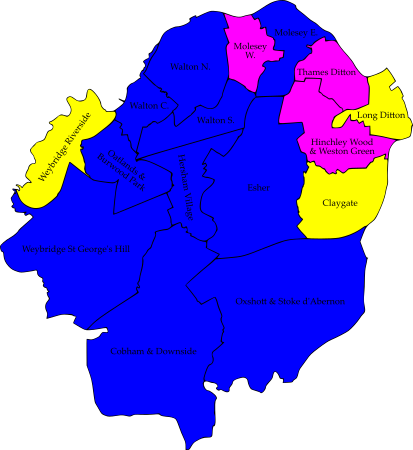 Molesey E.
Molesey
W.
Thames Ditton
Walton N.
Long Ditton
Walton C.
Walton S.
Weybridge Riverside
Hinchley Wood
& Weston Green
Oatlands &
Burwood Park
Hersham Village
Esher
Claygate
Weybridge St George's Hill
Oxshott & Stoke d'Abernon
Cobham & Downside